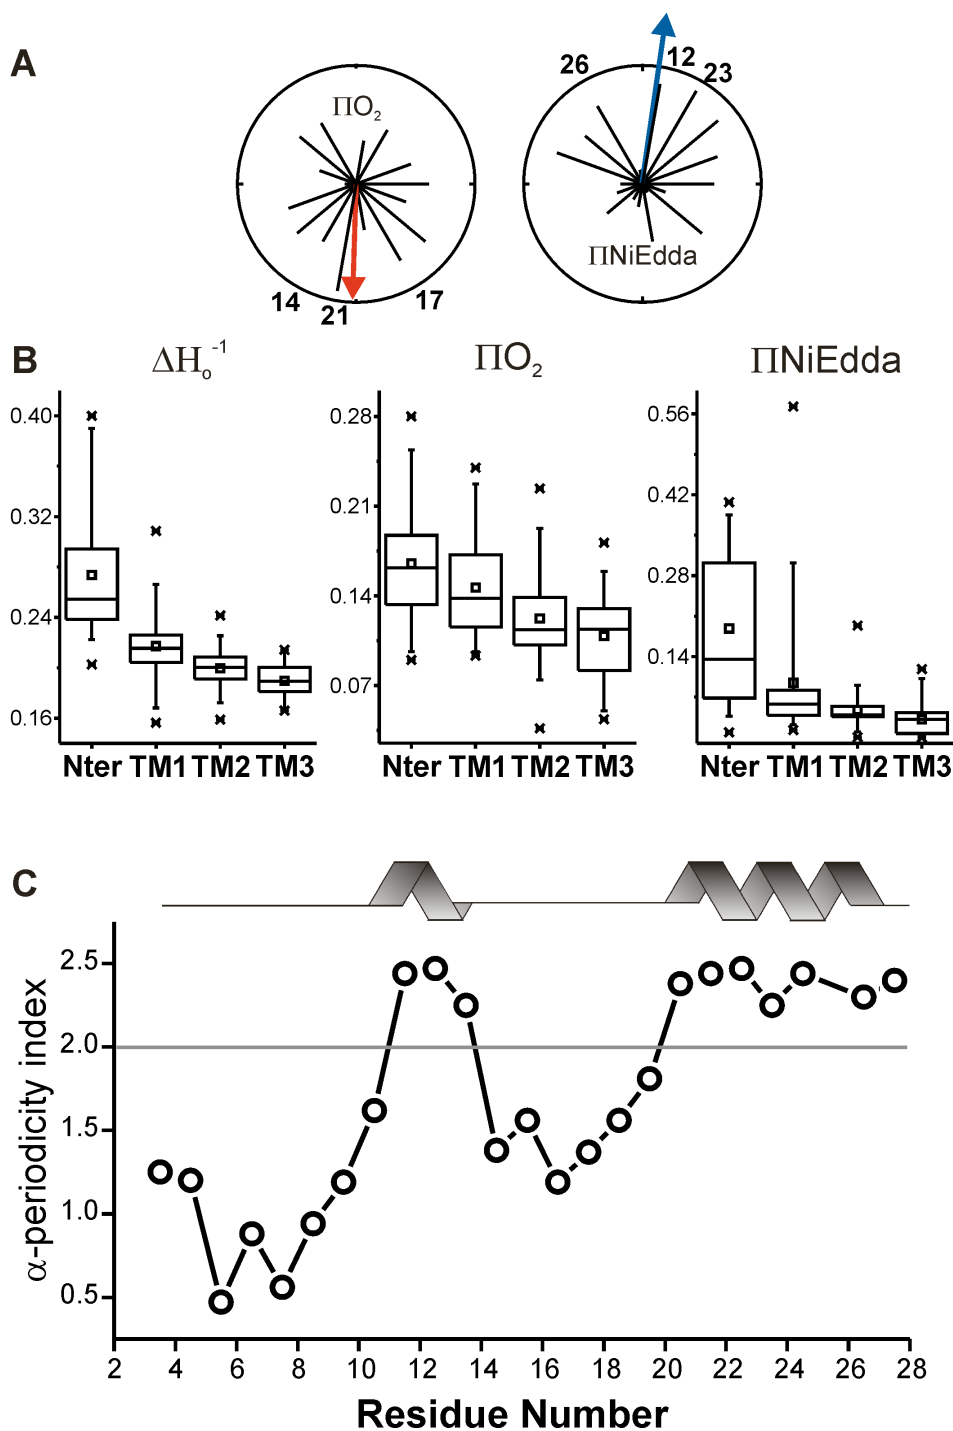 A
ΠO2
14
21
17
26
12
23
ΠNiEdda
B
ΔHo-1
ΠO2
ΠNiEdda
0.40
0.32
0.24
0.16
Nter TM1 TM2 TM3
0.28
0.21
0.14
0.07
Nter TM1 TM2 TM3
0.56
0.42
0.28
0.14
Nter TM1 TM2 TM3
C
α-periodicity index
2.5
2.0
1.5
1.0
0.5
2 4 6 8 10 12 14 16 18 20 22 24 26 28
Residue Number